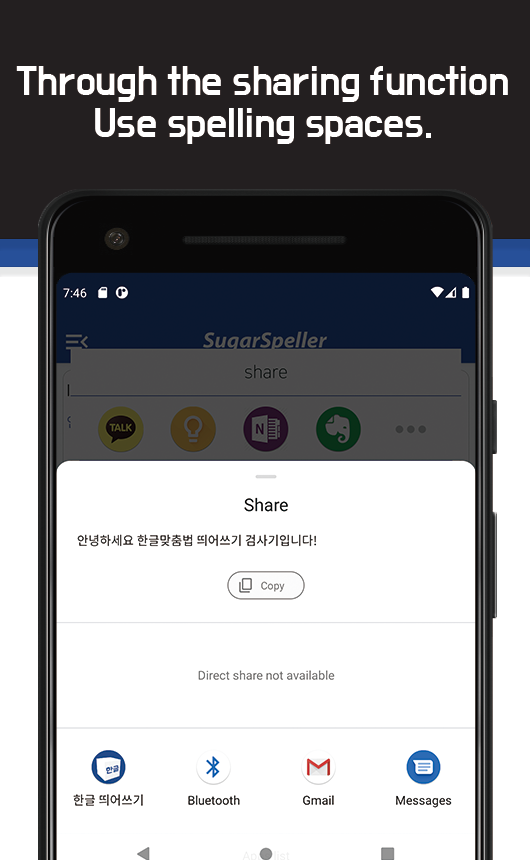 Through the sharing function
Use spelling spaces.
7:46
SugarSpeller
share
TALK
N
Share
안녕하세요 한글맞춤법 띄어쓰기 검사기입니다!
Copy
Direct share not available
한글
한글 띄어쓰기
Bluetooth
Gmail
Messages